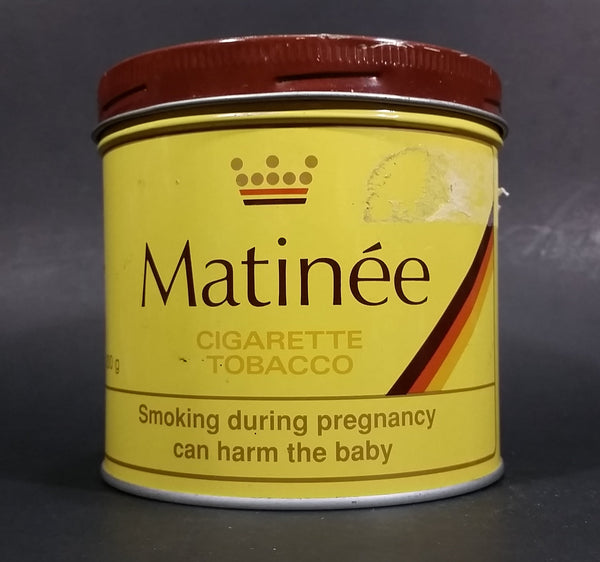 Matinée
CIGARETTE
TOBACCO
g
Smoking during pregnancy
can harm the baby